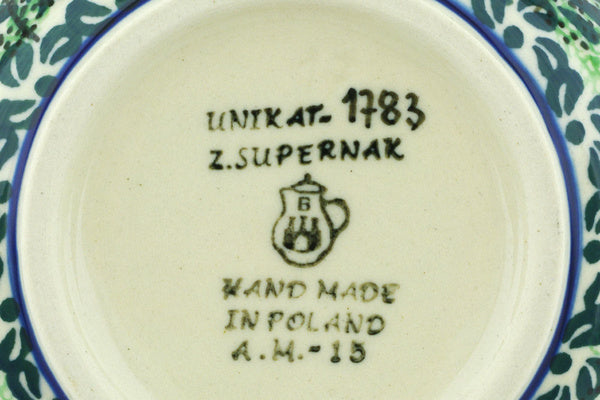 UNIKAT- 1783
Z. SUPERNAK
B
HAND MADE
IN POLAND
A.M.-15